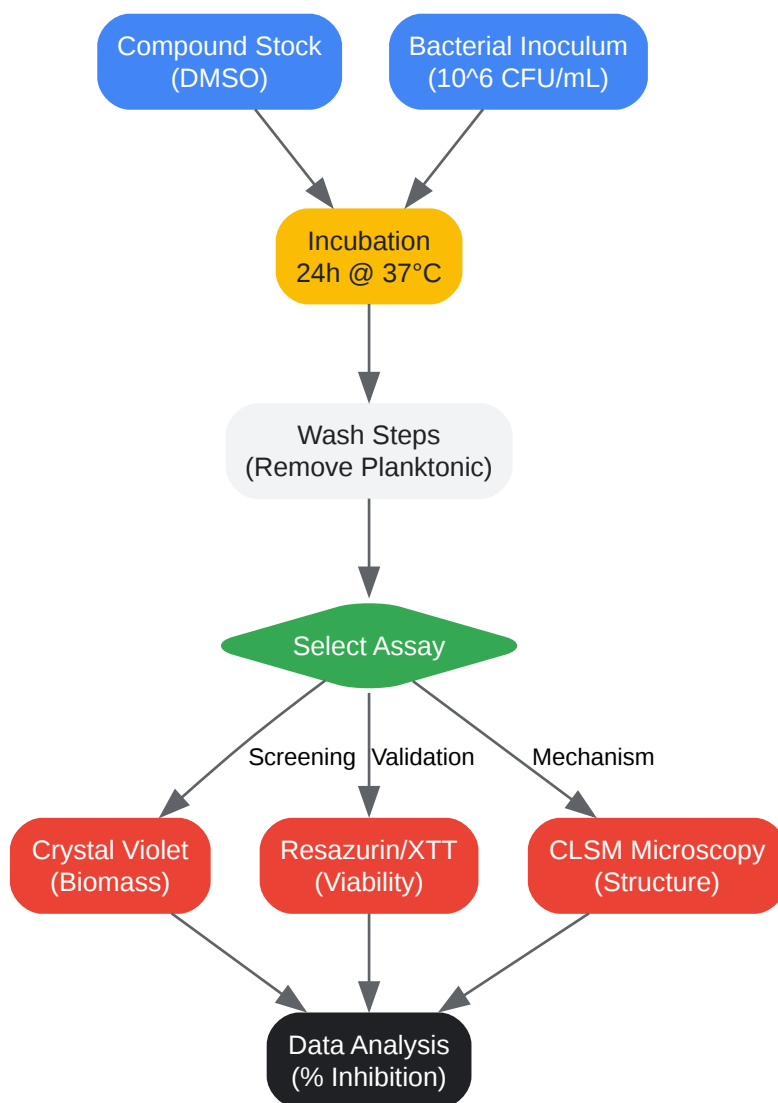 Compound Stock
(DMSO)
Bacterial Inoculum
(10^6 CFU/mL)
Incubation
24h @ 37°C
Wash Steps
(Remove Planktonic)
Select Assay
Screening
Validation
Mechanism
Crystal Violet
(Biomass)
Resazurin/XTT
(Viability)
CLSM Microscopy
(Structure)
Data Analysis
(% Inhibition)